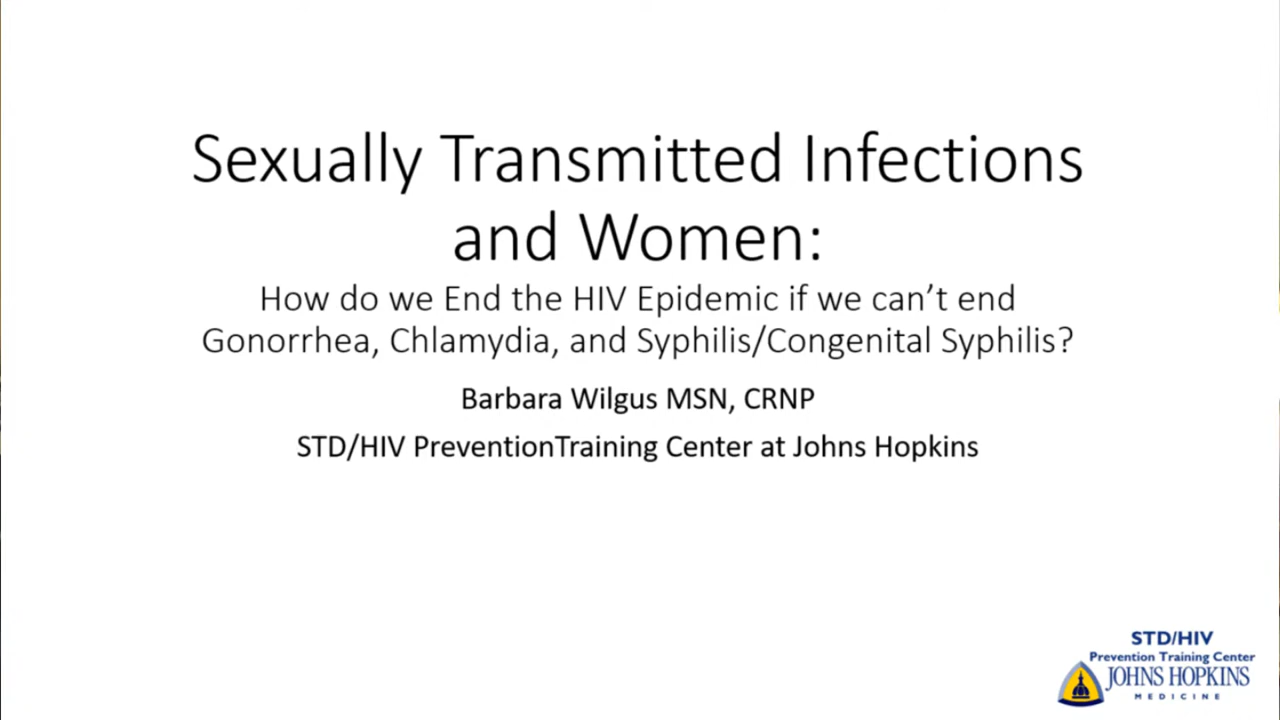 Sexually Transmitted Infections
and Women:
How do we End the HIV Epidemic if we can’t end
Gonorrhea, Chlamydia, and Syphilis/Congenital Syphilis?
Barbara Wilgus MSN, CRNP
STD/HIV PreventionTraining Center at Johns Hopkins
STD/HIV
Prevention Training Center
JOHNS HOPKINS
MEDICINE